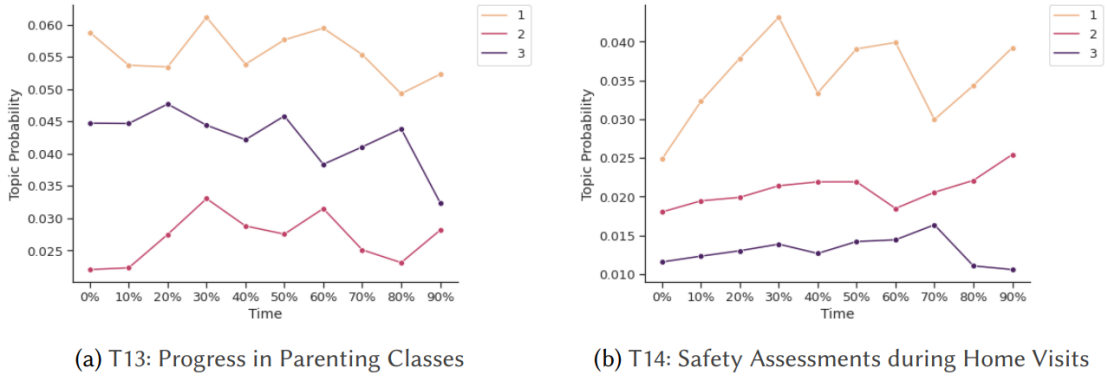 0.060
0.055
0.050
0.045
0.040
0.035
0.030
0.025
Topic Probability
0% 10% 20% 30% 40% 50% 60% 70% 80% 90%
Time
1
2
3
(a) T13: Progress in Parenting Classes
0.040
0.035
0.030
0.025
0.020
0.015
0.010
Topic Probability
0% 10% 20% 30% 40% 50% 60% 70% 80% 90%
Time
1
2
3
(b) T14: Safety Assessments during Home Visits